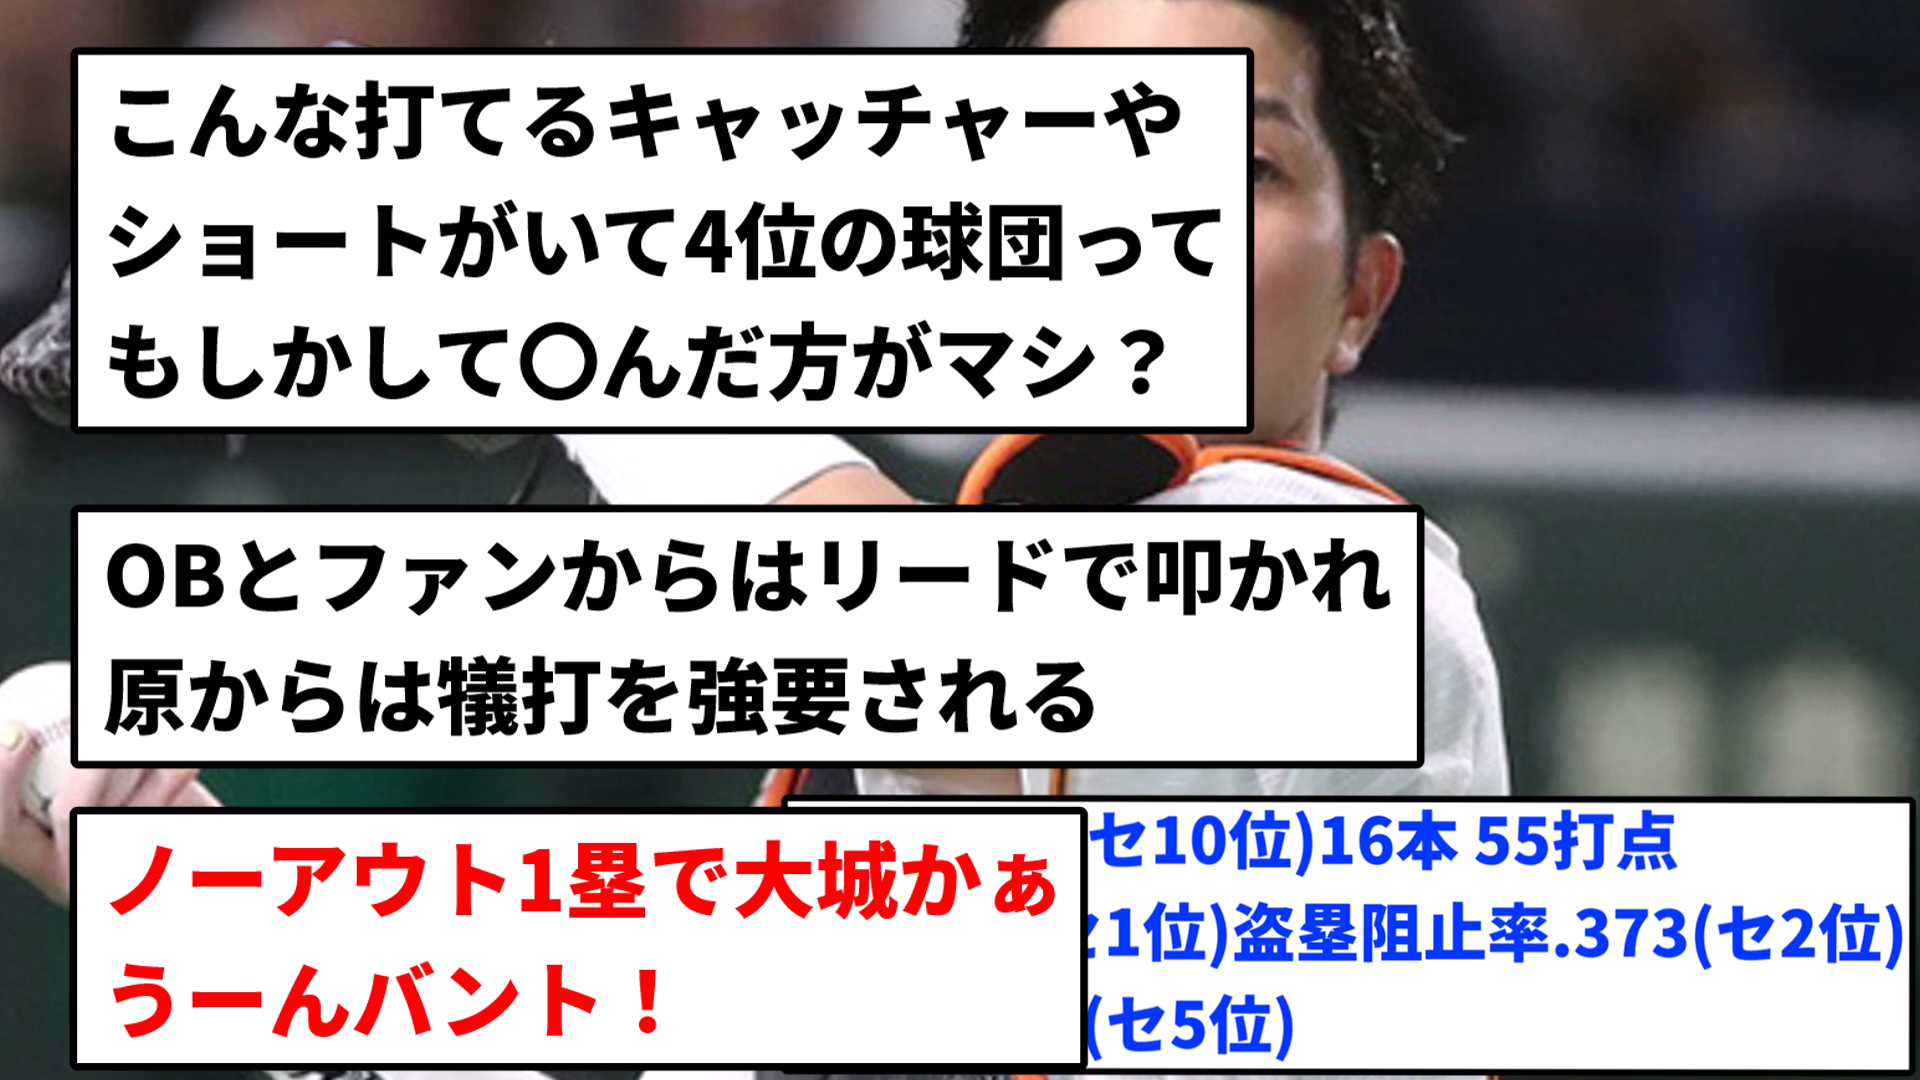 こんな打てるキャッチャーや
ショートがいて4位の球団って
もしかして〇んだ方がマシ？
OBとファンからはリードで叩かれ
原からは犠打を強要される
ノーアウト1塁で大城かぁ
うーんバント！
セ10位)16本 55打点
1位)盗塁阻止率.373(セ2位)
(セ5位)